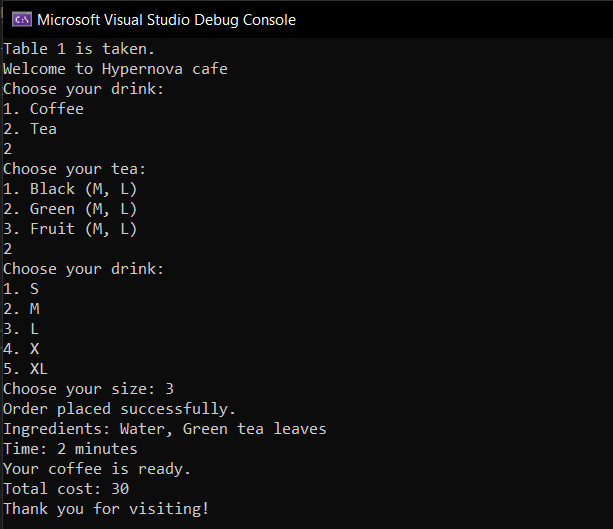 C:\ Microsoft Visual Studio Debug Console
Table 1 is taken.
Welcome to Hypernova cafe
Choose your drink:
1. Coffee
2. Tea
2
Choose your tea:
1. Black (M, L)
2. Green (M, L)
3. Fruit (M, L)
2
Choose your drink:
1. S
2. M
3. L
4. X
5. XL
Choose your size: 3
Order placed successfully.
Ingredients: Water, Green tea leaves
Time: 2 minutes
Your coffee is ready.
Total cost: 30
Thank you for visiting!